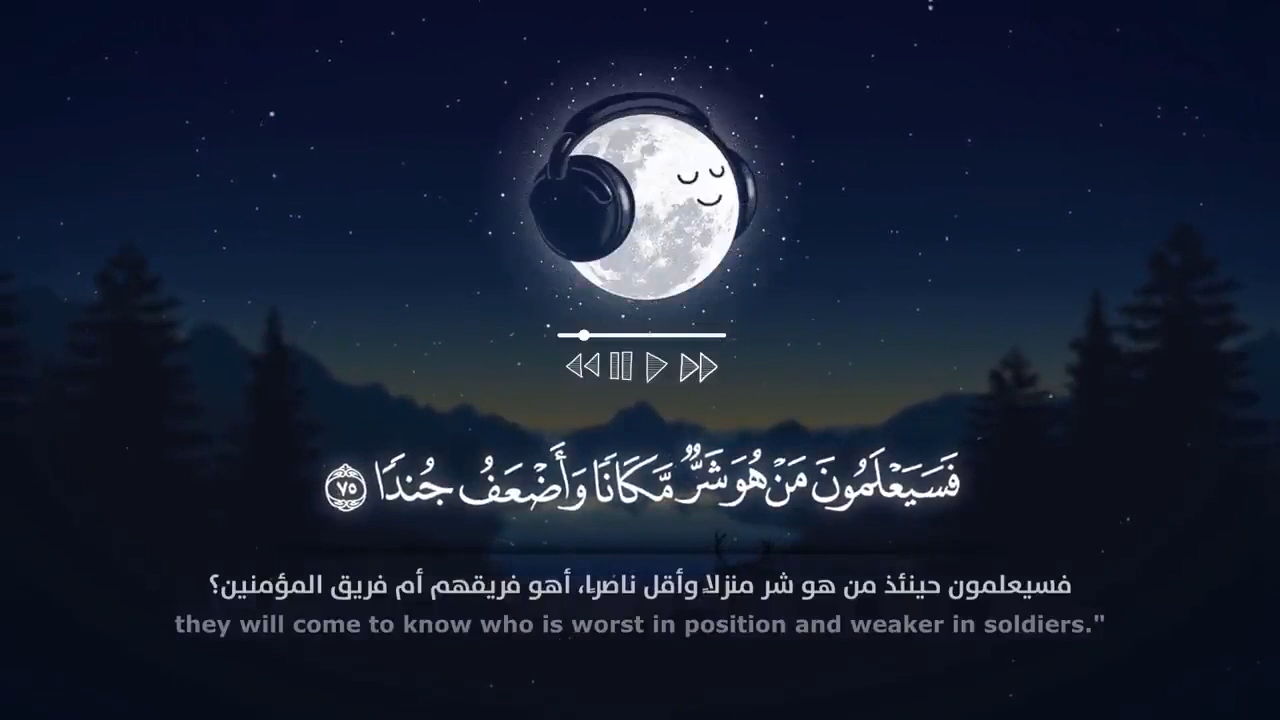 فَسَيَعْلَمُونَ مَنْ هُوَ شَرٌّ مَّكَانًا وَأَضْعَفُ جُندًا ٧٥
فسيعلمون حينئذ من هو شر منزلاً وأقل ناصرا، أهو فريقهم أم فريق المؤمنين؟
they will come to know who is worst in position and weaker in soldiers."